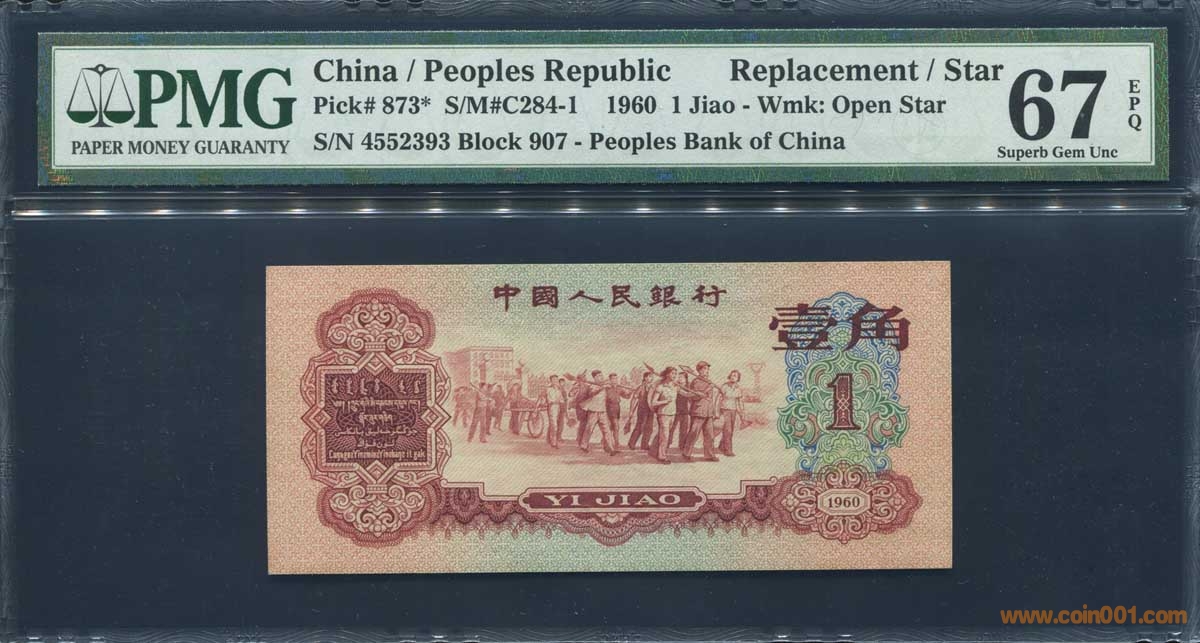 PMG
PAPER MONEY GUARANTY
China / Peoples Republic Replacement / Star
Pick# 873* S/M#C284-1 1960 1 Jiao - Wmk: Open Star
S/N 4552393 Block 907 - Peoples Bank of China
67
EPQ
Superb Gem Unc
中國人民銀行
壹角
1
YI JIAO
1960
www.coin001.com